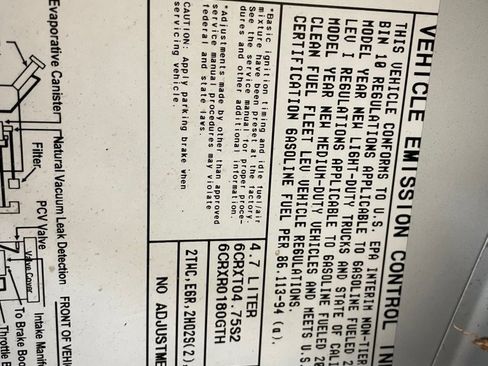 VEHICLE EMISSION CONTROL
THIS VEHICLE CONFORMS TO U.S. EPA INTERIM NON-TIER
BIN 10 REGULATIONS APPLICABLE TO GASOLINE FUELED 2
MODEL YEAR NEW LIGHT-DUTY TRUCKS AND STATE OF CALI
LEV I REGULATIONS APPLICABLE TO GASOLINE FUELED 20
MODEL YEAR NEW MEDIUM-DUTY VEHICLES AND MEETS U.S.
CLEAN FUEL FLEET LEV VEHICLE REGULATIONS.
CERTIFICATION GASOLINE FUEL PER 86.113-94 (a).
*Basic ignition timing and idle fuel/air
mixture have been preset at the factory.
See the service manual for proper proce-
dures and other additional information.
*Adjustments made by other than approved
service manual procedures may violate
federal and state laws.
CAUTION: Apply parking brake when
servicing vehicle.
4.7 LITER
6CRXT04.75S2
6CRXR0180GTH
2TWC,EGR,2HO2S(2),
NO ADJUSTME
Evaporative Canister
Natural Vacuum Leak Detection
Filter
PCV Valve
Valve Cover
FRONT OF VEHIC
Intake Manif
To Brake Boo
Throttle B